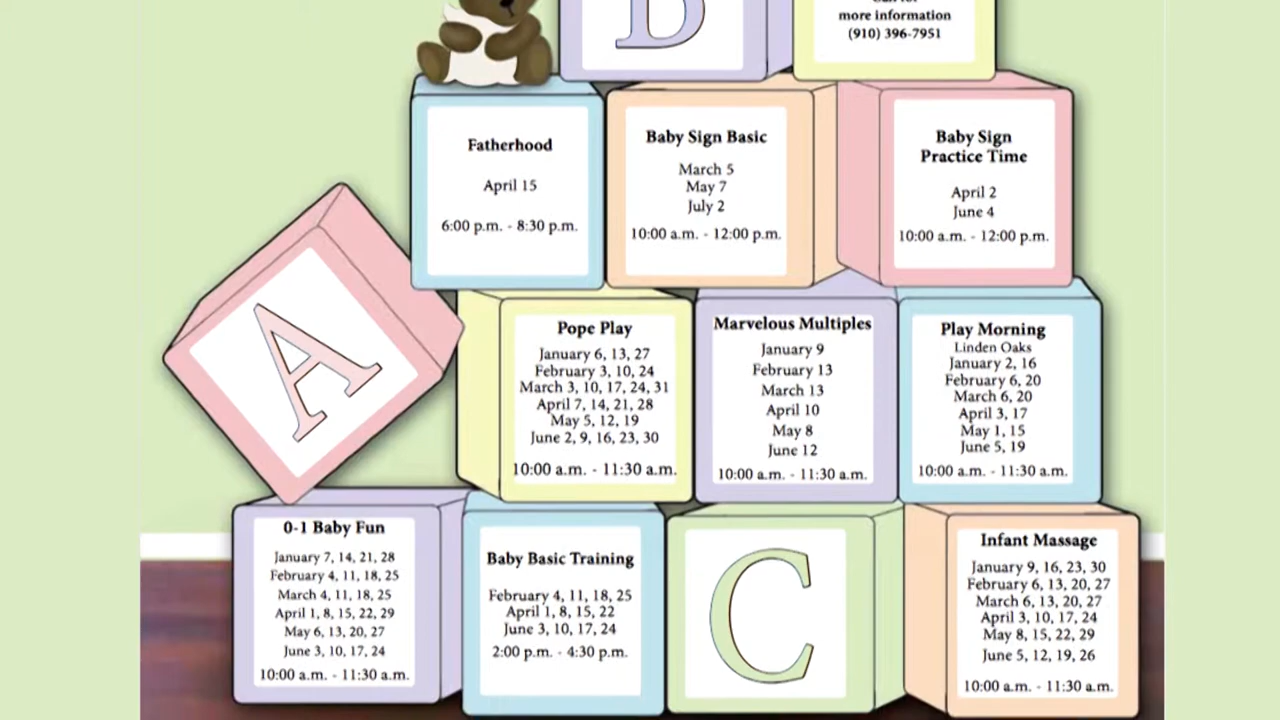 B
more information
(910) 396-7951
Fatherhood
April 15
6:00 p.m. - 8:30 p.m.
Baby Sign Basic
March 5
May 7
July 2
10:00 a.m. - 12:00 p.m.
Baby Sign
Practice Time
April 2
June 4
10:00 a.m. - 12:00 p.m.
A
Pope Play
January 6, 13, 27
February 3, 10, 24
March 3, 10, 17, 24, 31
April 7, 14, 21, 28
May 5, 12, 19
June 2, 9, 16, 23, 30
10:00 a.m. - 11:30 a.m.
Marvelous Multiples
January 9
February 13
March 13
April 10
May 8
June 12
10:00 a.m. - 11:30 a.m.
Play Morning
Linden Oaks
January 2, 16
February 6, 20
March 6, 20
April 3, 17
May 1, 15
June 5, 19
10:00 a.m. - 11:30 a.m.
0-1 Baby Fun
January 7, 14, 21, 28
February 4, 11, 18, 25
March 4, 11, 18, 25
April 1, 8, 15, 22, 29
May 6, 13, 20, 27
June 3, 10, 17, 24
10:00 a.m. - 11:30 a.m.
Baby Basic Training
February 4, 11, 18, 25
April 1, 8, 15, 22
June 3, 10, 17, 24
2:00 p.m. - 4:30 p.m.
C
Infant Massage
January 9, 16, 23, 30
February 6, 13, 20, 27
March 6, 13, 20, 27
April 3, 10, 17, 24
May 8, 15, 22, 29
June 5, 12, 19, 26
10:00 a.m. - 11:30 a.m.